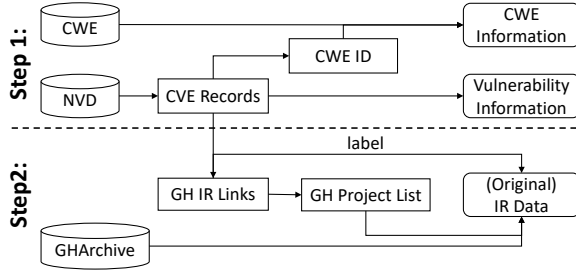 Step 1:
CWE
CWE
Information
CWE ID
NVD
CVE Records
Vulnerability
Information
Step2:
label
GH IR Links
GH Project List
(Original)
IR Data
GHArchive